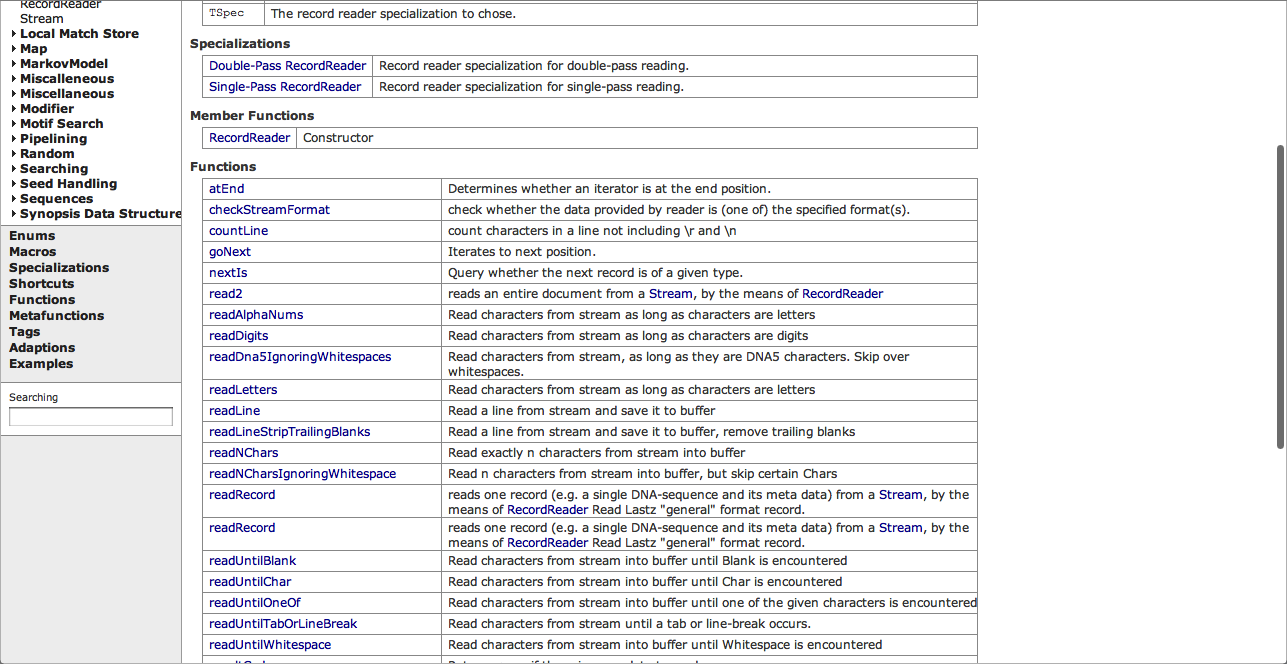 RecordReader
Stream
Local Match Store
Map
MarkovModel
Miscalleneous
Miscellaneous
Modifier
Motif Search
Pipelining
Random
Searching
Seed Handling
Sequences
Synopsis Data Structure
Enums
Macros
Specializations
Shortcuts
Functions
Metafunctions
Tags
Adaptions
Examples
Searching
TSpec The record reader specialization to chose.
Specializations
Double-Pass RecordReader Record reader specialization for double-pass reading.
Single-Pass RecordReader Record reader specialization for single-pass reading.
Member Functions
RecordReader Constructor
Functions
atEnd Determines whether an iterator is at the end position.
checkStreamFormat check whether the data provided by reader is (one of) the specified format(s).
countLine count characters in a line not including \r and \n
goNext Iterates to next position.
nextIs Query whether the next record is of a given type.
read2 reads an entire document from a Stream, by the means of RecordReader
readAlphaNums Read characters from stream as long as characters are letters
readDigits Read characters from stream as long as characters are digits
readDna5IgnoringWhitespaces Read characters from stream, as long as they are DNA5 characters. Skip over
whitespaces.
readLetters Read characters from stream as long as characters are letters
readLine Read a line from stream and save it to buffer
readLineStripTrailingBlanks Read a line from stream and save it to buffer, remove trailing blanks
readNChars Read exactly n characters from stream into buffer
readNCharsIgnoringWhitespace Read n characters from stream into buffer, but skip certain Chars
readRecord reads one record (e.g. a single DNA-sequence and its meta data) from a Stream, by the
means of RecordReader Read Lastz "general" format record.
readRecord reads one record (e.g. a single DNA-sequence and its meta data) from a Stream, by the
means of RecordReader Read Lastz "general" format record.
readUntilBlank Read characters from stream into buffer until Blank is encountered
readUntilChar Read characters from stream into buffer until Char is encountered
readUntilOneOf Read characters from stream into buffer until one of the given characters is encountered
readUntilTabOrLineBreak Read characters from stream until a tab or line-break occurs.
readUntilWhitespace Read characters from stream into buffer until Whitespace is encountered